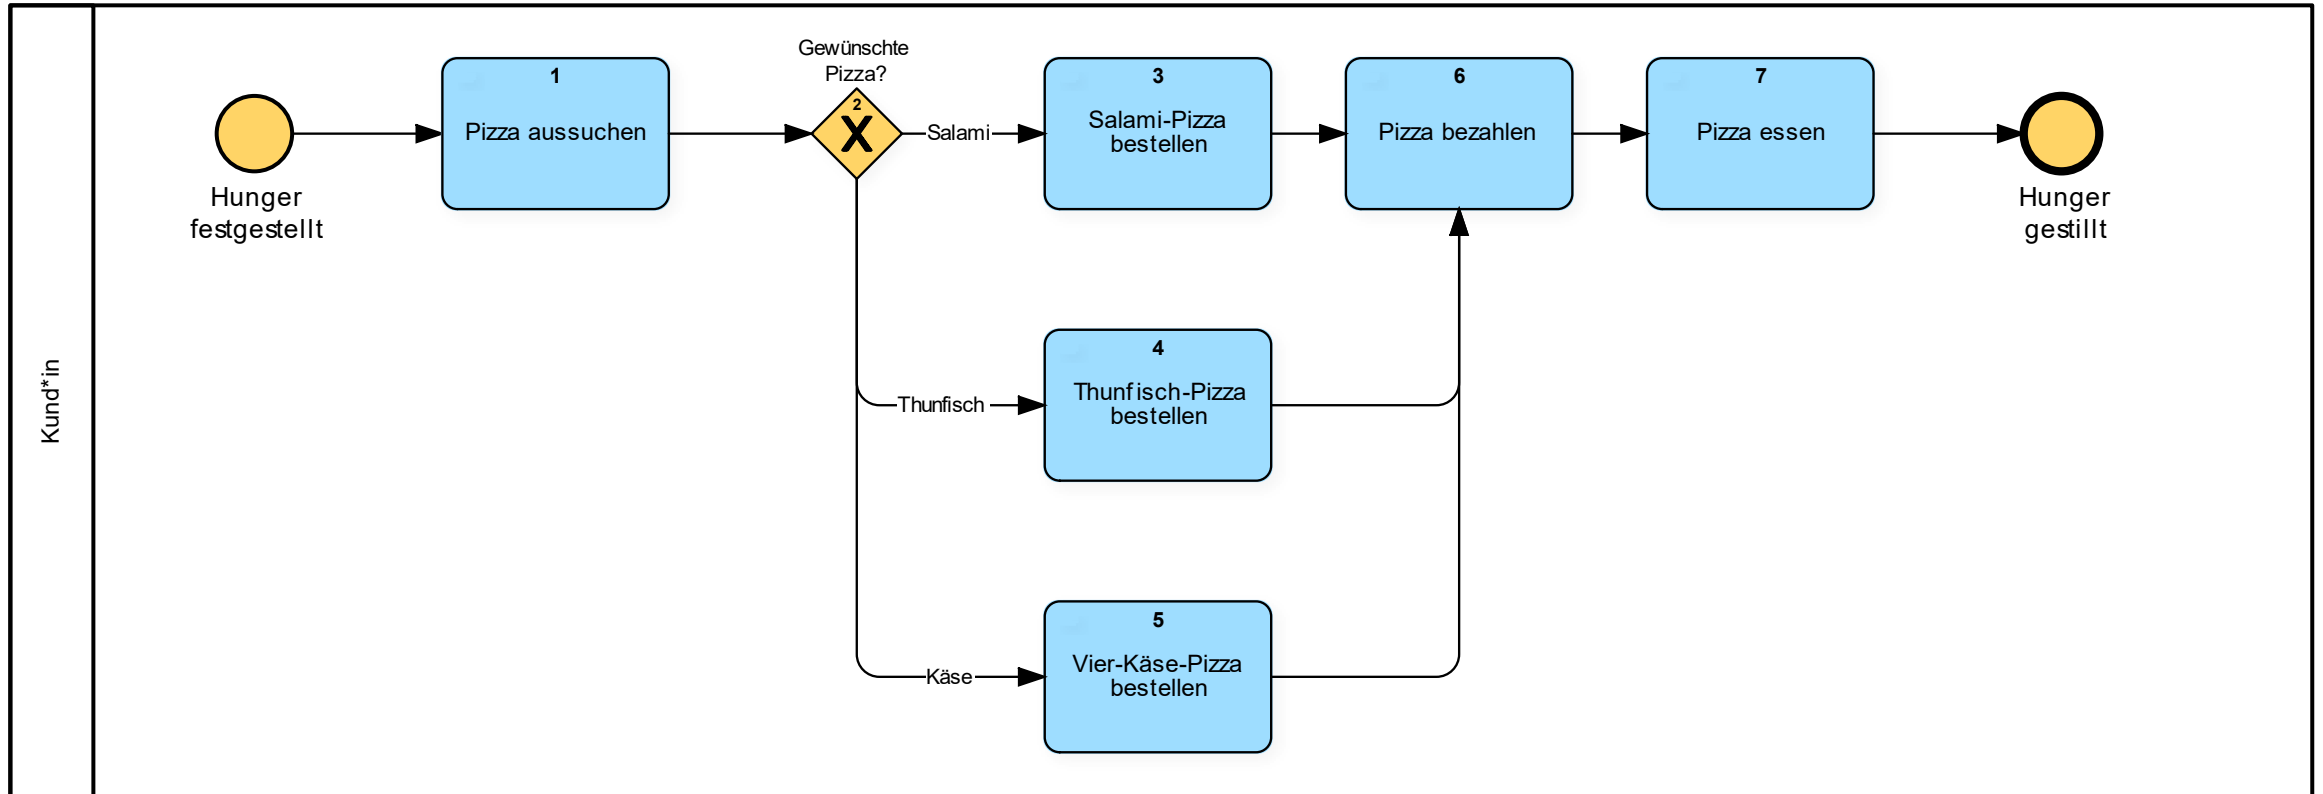 Kund*in
Hunger
festgestellt
1
Pizza aussuchen
Gewünschte
Pizza?
2
X
Salami
3
Salami-Pizza
bestellen
6
Pizza bezahlen
7
Pizza essen
Hunger
gestillt
Thunfisch
4
Thunfisch-Pizza
bestellen
Käse
5
Vier-Käse-Pizza
bestellen